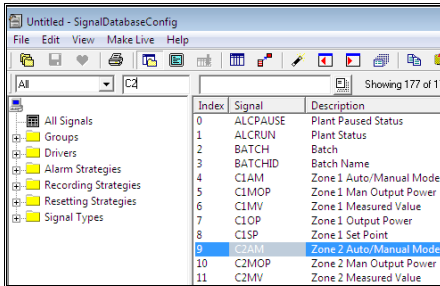 Untitled - SignalDatabaseConfig
File Edit View Make Live Help
All C2 Showing 177 of 1
All Signals
Groups
Drivers
Alarm Strategies
Recording Strategies
Resetting Strategies
Signal Types
Index Signal Description
0 ALCPAUSE Plant Paused Status
1 ALCRUN Plant Status
2 BATCH Batch
3 BATCHID Batch Name
4 C1AM Zone 1 Auto/Manual Mode
5 C1MOP Zone 1 Man Output Power
6 C1MV Zone 1 Measured Value
7 C1OP Zone 1 Output Power
8 C1SP Zone 1 Set Point
9 C2AM Zone 2 Auto/Manual Mode
10 C2MOP Zone 2 Man Output Power
11 C2MV Zone 2 Measured Value